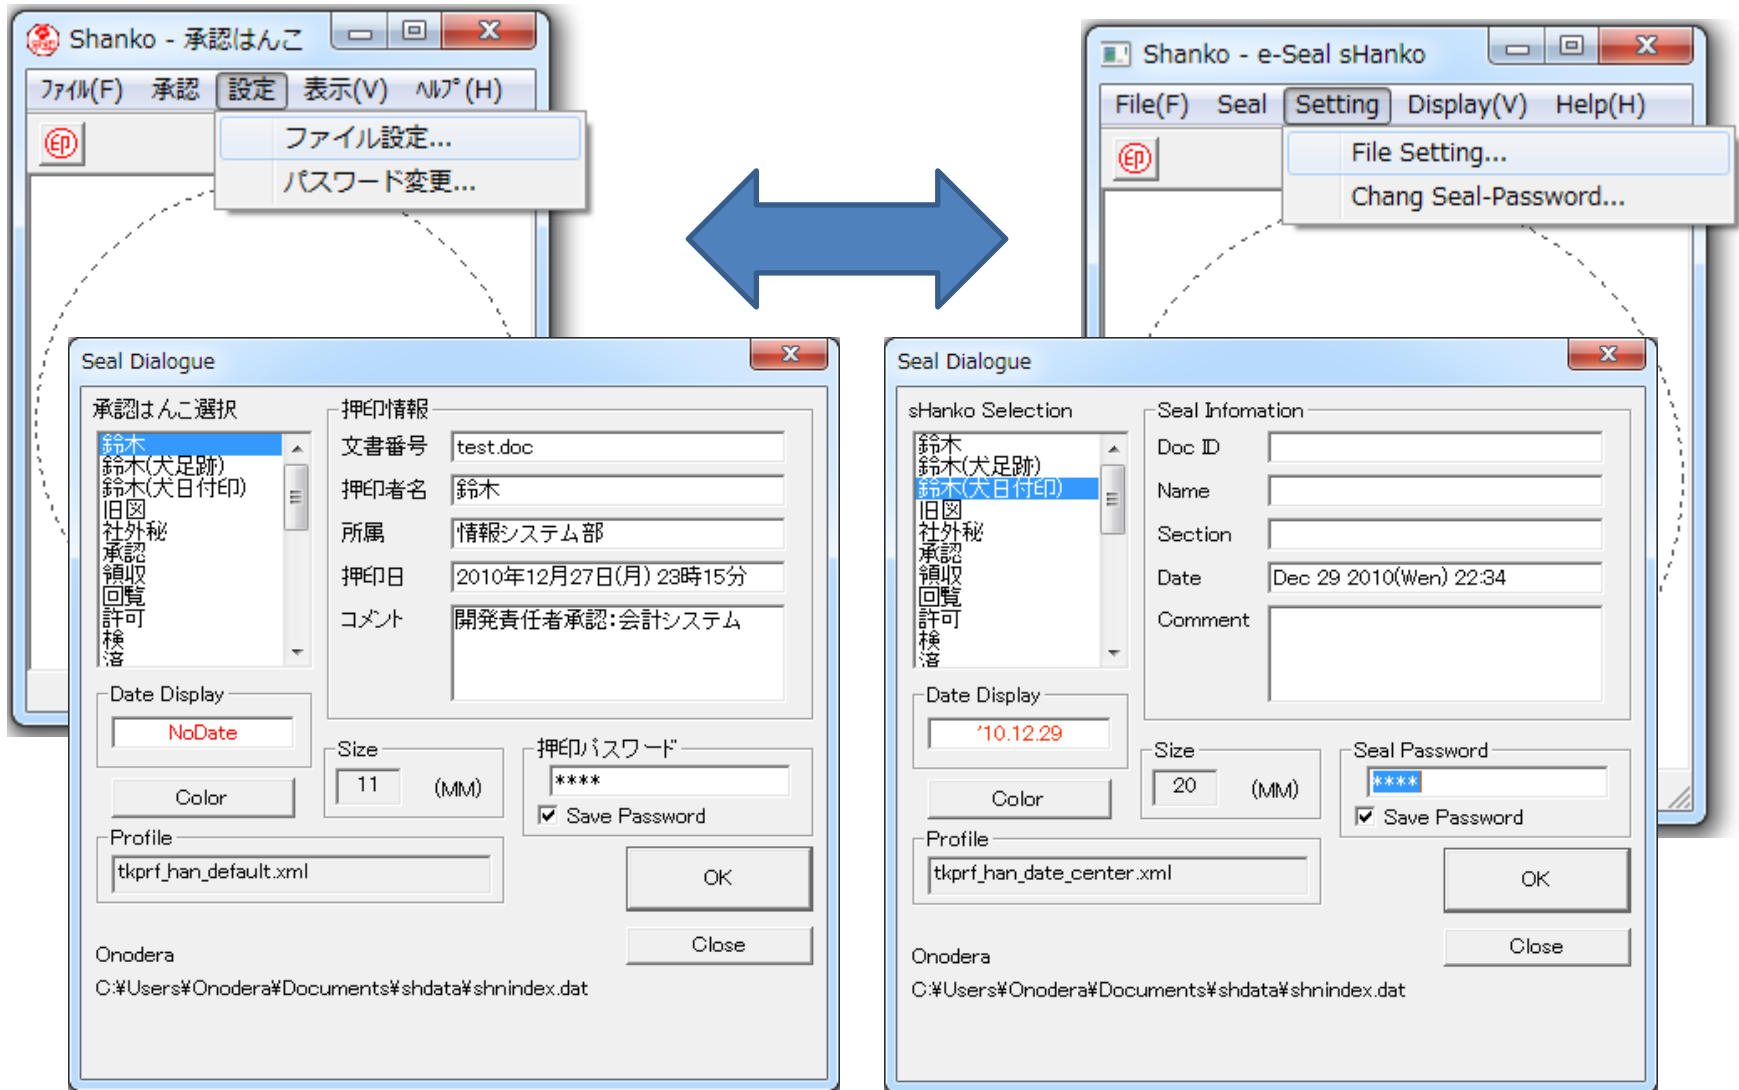 Shanko - 承認はんこ
ﾌｧｲﾙ(F) 承認 設定 表示(V) ﾍﾙﾌﾟ(H)
印
ファイル設定...
パスワード変更...
Shanko - e-Seal sHanko
File(F) Seal Setting Display(V) Help(H)
印
File Setting...
Chang Seal-Password...
Seal Dialogue
承認はんこ選択
鈴木
鈴木(犬足跡)
鈴木(犬日付印)
旧図
社外秘
承認
領収
回覧
許可
検
済
押印情報
文書番号 test.doc
押印者名 鈴木
所属 情報システム部
押印日 2010年12月27日(月) 23時15分
コメント 開発責任者承認:会計システム
Date Display
NoDate
Color
Size
11 (MM)
押印パスワード
****
Save Password
Profile
tkprf_han_default.xml
OK
Close
Onodera
C:¥Users¥Onodera¥Documents¥shdata¥shnindex.dat
Seal Dialogue
sHanko Selection
鈴木
鈴木(犬足跡)
鈴木(犬日付印)
旧図
社外秘
承認
領収
回覧
許可
検
済
Seal Infomation
Doc ID
Name
Section
Date Dec 29 2010(Wen) 22:34
Comment
Date Display
'10.12.29
Color
Size
20 (MM)
Seal Password
****
Save Password
Profile
tkprf_han_date_center.xml
OK
Close
Onodera
C:¥Users¥Onodera¥Documents¥shdata¥shnindex.dat